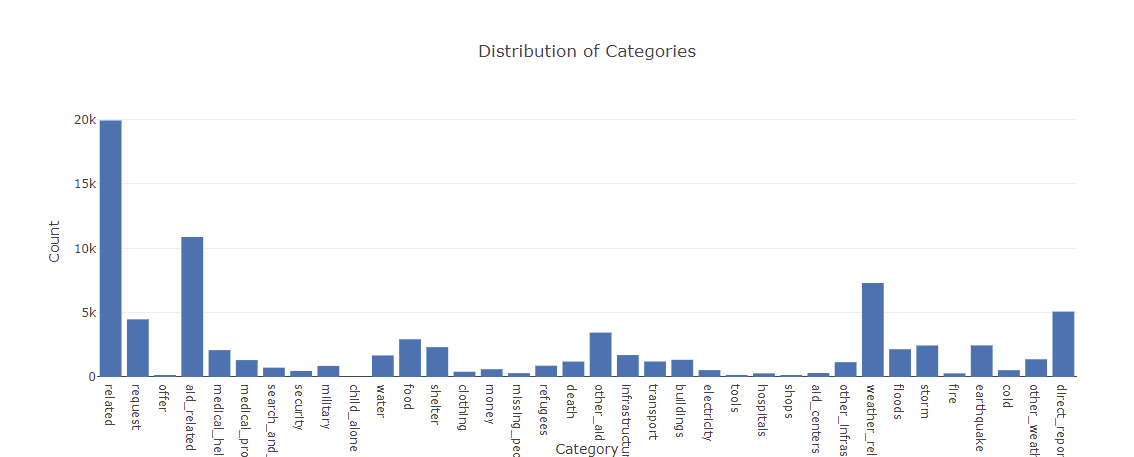 Distribution of Categories
20k
15k
10k
5k
0
Count
related
request
offer
aid_related
medical_hel
medical_pro
search_and_
security
military
child_alone
water
food
shelter
clothing
money
missing_peo
refugees
death
other_aid
infrastructur
transport
buildings
electricity
tools
hospitals
shops
aid_centers
other_infras
weather_rel
floods
storm
fire
earthquake
cold
other_weath
direct_repor
Category